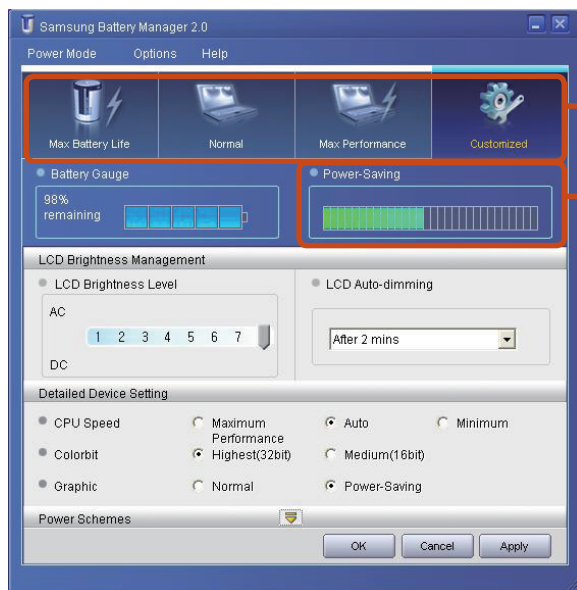 Samsung Battery Manager 2.0
Power Mode Options Help
Max Battery Life Normal Max Performance Customized
Battery Gauge
98%
remaining
Power-Saving
LCD Brightness Management
LCD Brightness Level
AC
1 2 3 4 5 6 7
DC
LCD Auto-dimming
After 2 mins
Detailed Device Setting
CPU Speed Maximum Performance Auto Minimum
Colorbit Highest(32bit) Medium(16bit)
Graphic Normal Power-Saving
Power Schemes
OK Cancel Apply